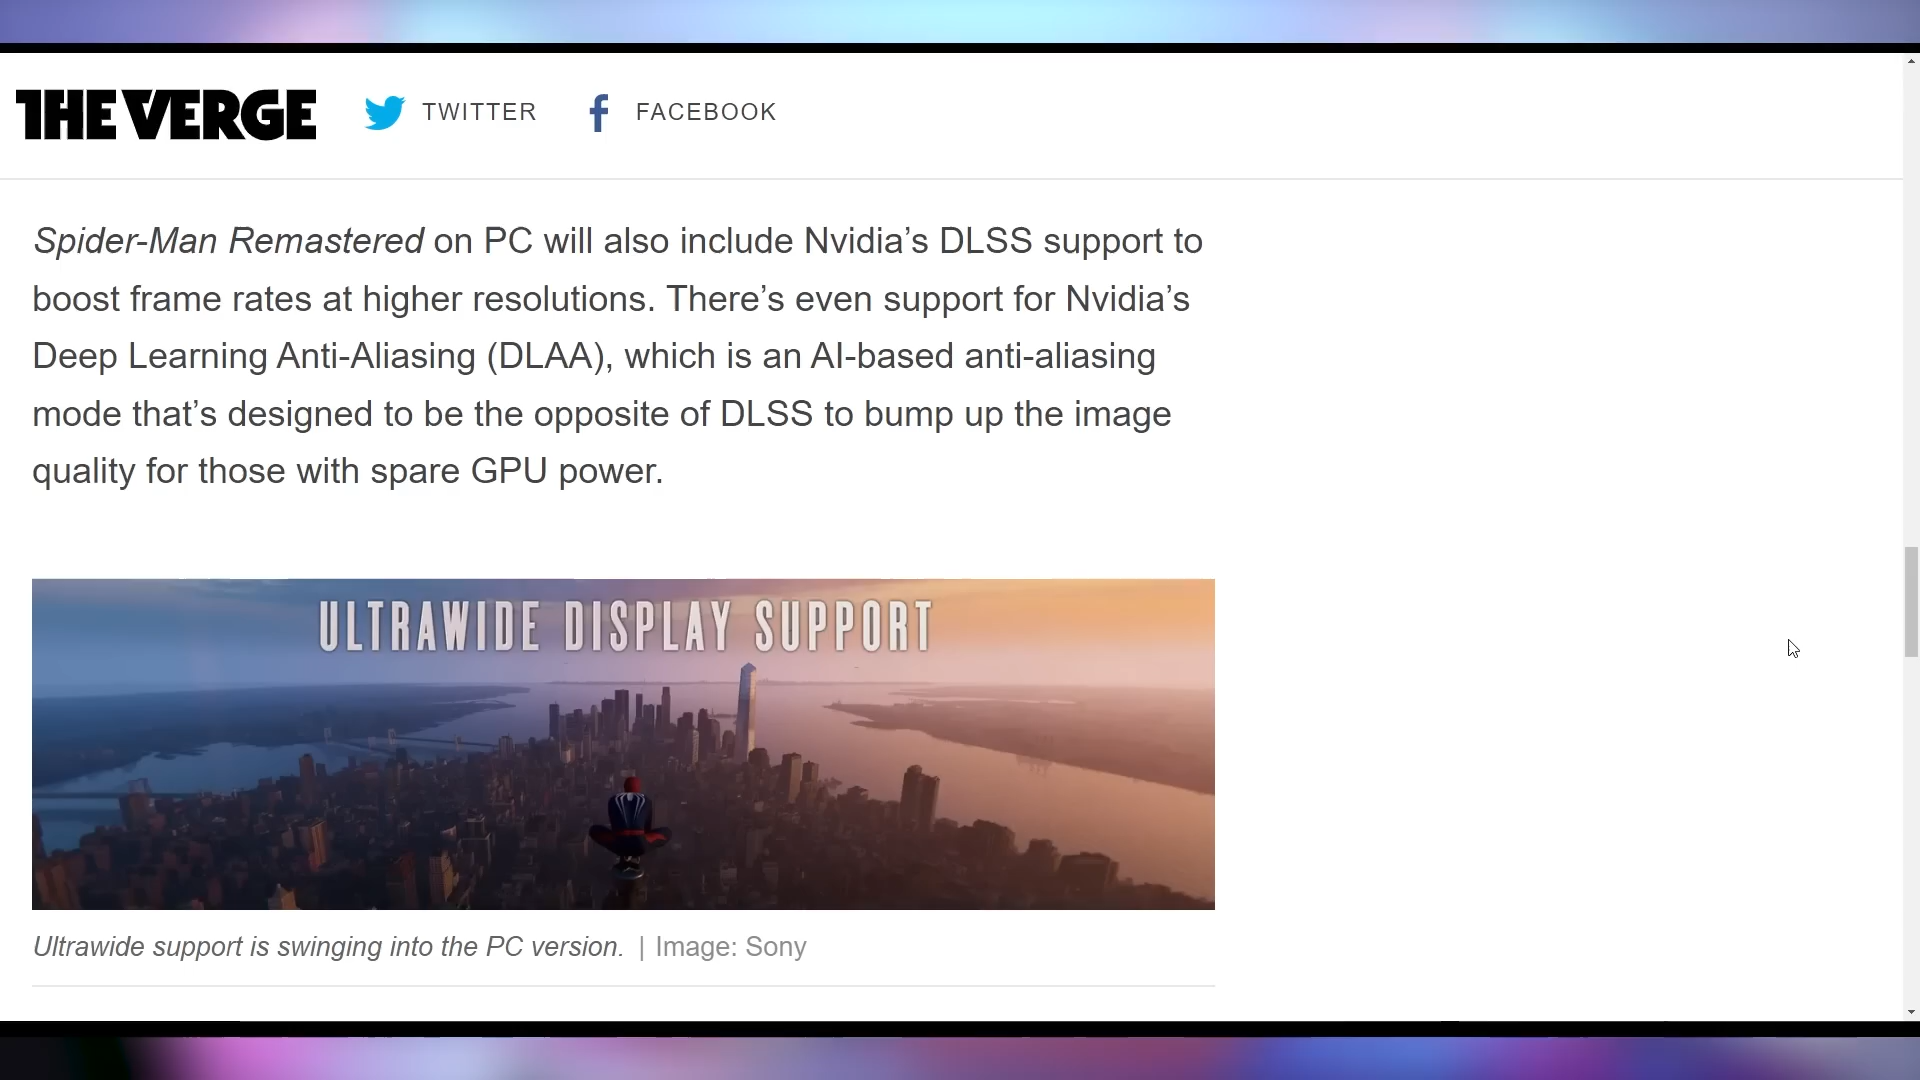 THE VERGE TWITTER FACEBOOK
Spider-Man Remastered on PC will also include Nvidia’s DLSS support to
boost frame rates at higher resolutions. There’s even support for Nvidia’s
Deep Learning Anti-Aliasing (DLAA), which is an AI-based anti-aliasing
mode that’s designed to be the opposite of DLSS to bump up the image
quality for those with spare GPU power.
ULTRAWIDE DISPLAY SUPPORT
Ultrawide support is swinging into the PC version. | Image: Sony